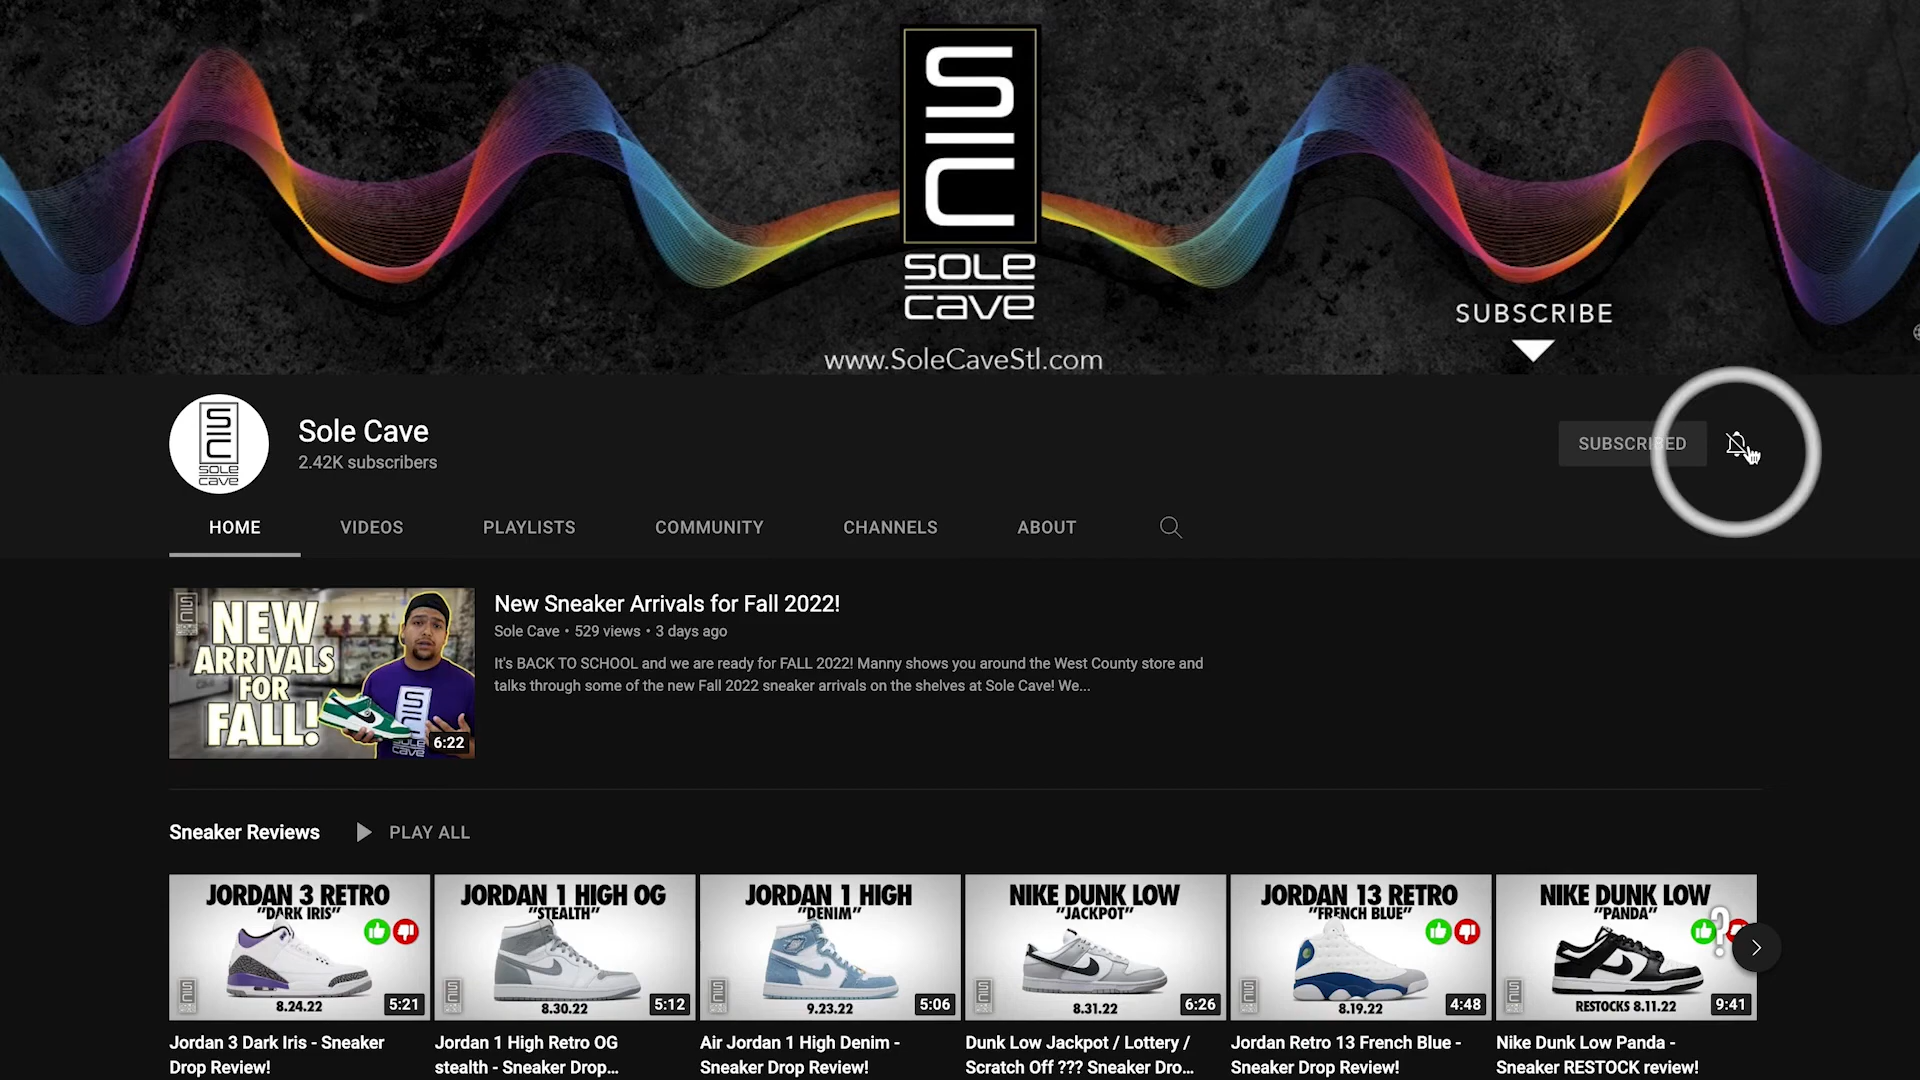 SIC
SOLE
CAVE
www.SoleCaveStl.com
SUBSCRIBE
SIC
SOLE
CAVE
Sole Cave
2.42K subscribers
SUBSCRIBED
HOME
VIDEOS
PLAYLISTS
COMMUNITY
CHANNELS
ABOUT
NEW
ARRIVALS
FOR
FALL!
SIC
SOLE
CAVE
6:22
New Sneaker Arrivals for Fall 2022!
Sole Cave • 529 views • 3 days ago
It's BACK TO SCHOOL and we are ready for FALL 2022! Manny shows you around the West County store and
talks through some of the new Fall 2022 sneaker arrivals on the shelves at Sole Cave! We...
Sneaker Reviews
PLAY ALL
JORDAN 3 RETRO
"DARK IRIS"
8.24.22
5:21
JORDAN 1 HIGH OG
"STEALTH"
8.30.22
5:12
JORDAN 1 HIGH
"DENIM"
9.23.22
5:06
NIKE DUNK LOW
"JACKPOT"
8.31.22
6:26
JORDAN 13 RETRO
"FRENCH BLUE"
8.19.22
4:48
NIKE DUNK LOW
"PANDA"
?
RESTOCKS 8.11.22
9:41
Jordan 3 Dark Iris - Sneaker
Drop Review!
Jordan 1 High Retro OG
stealth - Sneaker Drop...
Air Jordan 1 High Denim -
Sneaker Drop Review!
Dunk Low Jackpot / Lottery /
Scratch Off ??? Sneaker Dro...
Jordan Retro 13 French Blue -
Sneaker Drop Review!
Nike Dunk Low Panda -
Sneaker RESTOCK review!